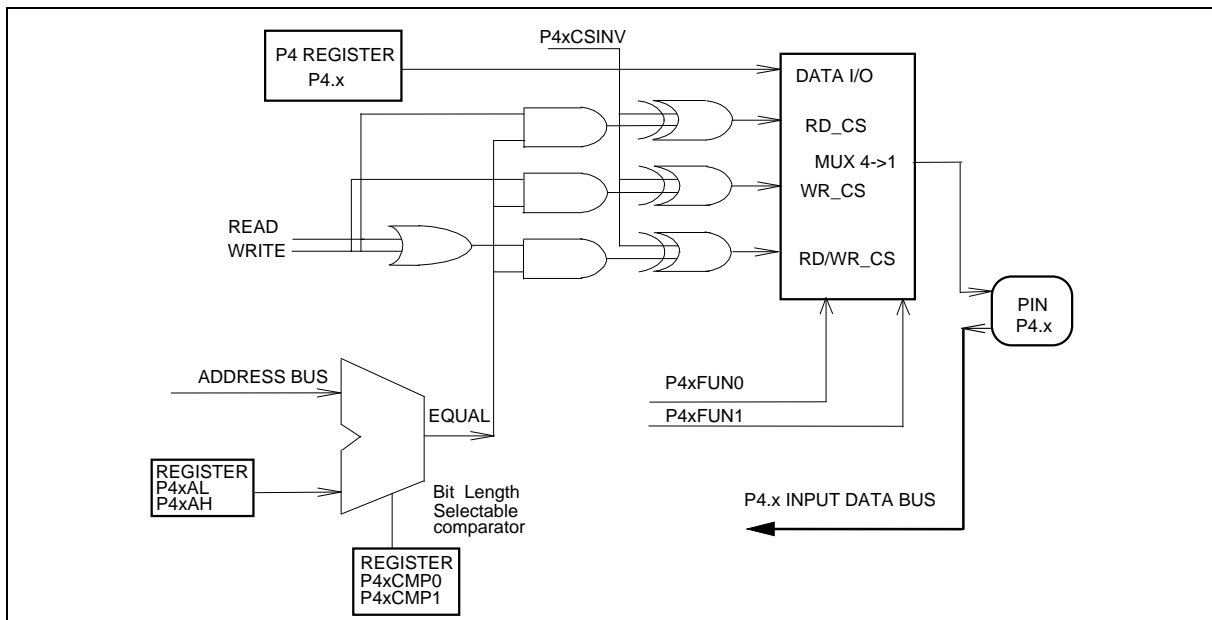 P4xCSINV
P4 REGISTER
P4.x
DATA I/O
RD_CS
MUX 4->1
WR_CS
RD/WR_CS
READ
WRITE
PIN
P4.x
ADDRESS BUS
EQUAL
P4xFUN0
P4xFUN1
REGISTER
P4xAL
P4xAH
Bit Length
Selectable
comparator
P4.x INPUT DATA BUS
REGISTER
P4xCMP0
P4xCMP1